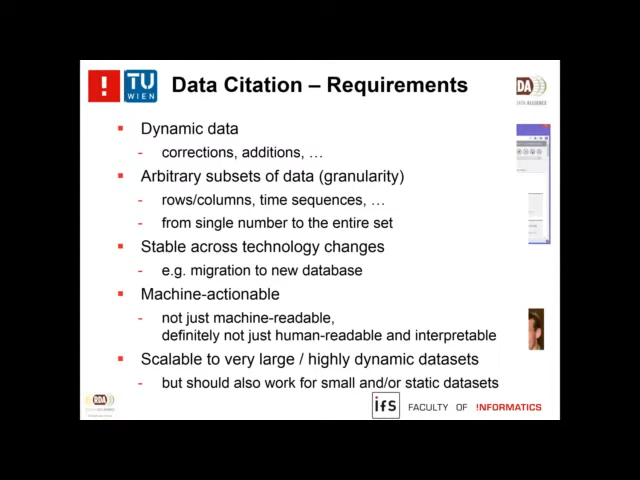 !
TU
WIEN
Data Citation – Requirements
DA
DATA ALLIANCE
Dynamic data
- corrections, additions, …
Arbitrary subsets of data (granularity)
- rows/columns, time sequences, …
- from single number to the entire set
Stable across technology changes
- e.g. migration to new database
Machine-actionable
- not just machine-readable,
definitely not just human-readable and interpretable
Scalable to very large / highly dynamic datasets
- but should also work for small and/or static datasets
RDA
ifs
FACULTY OF !NFORMATICS